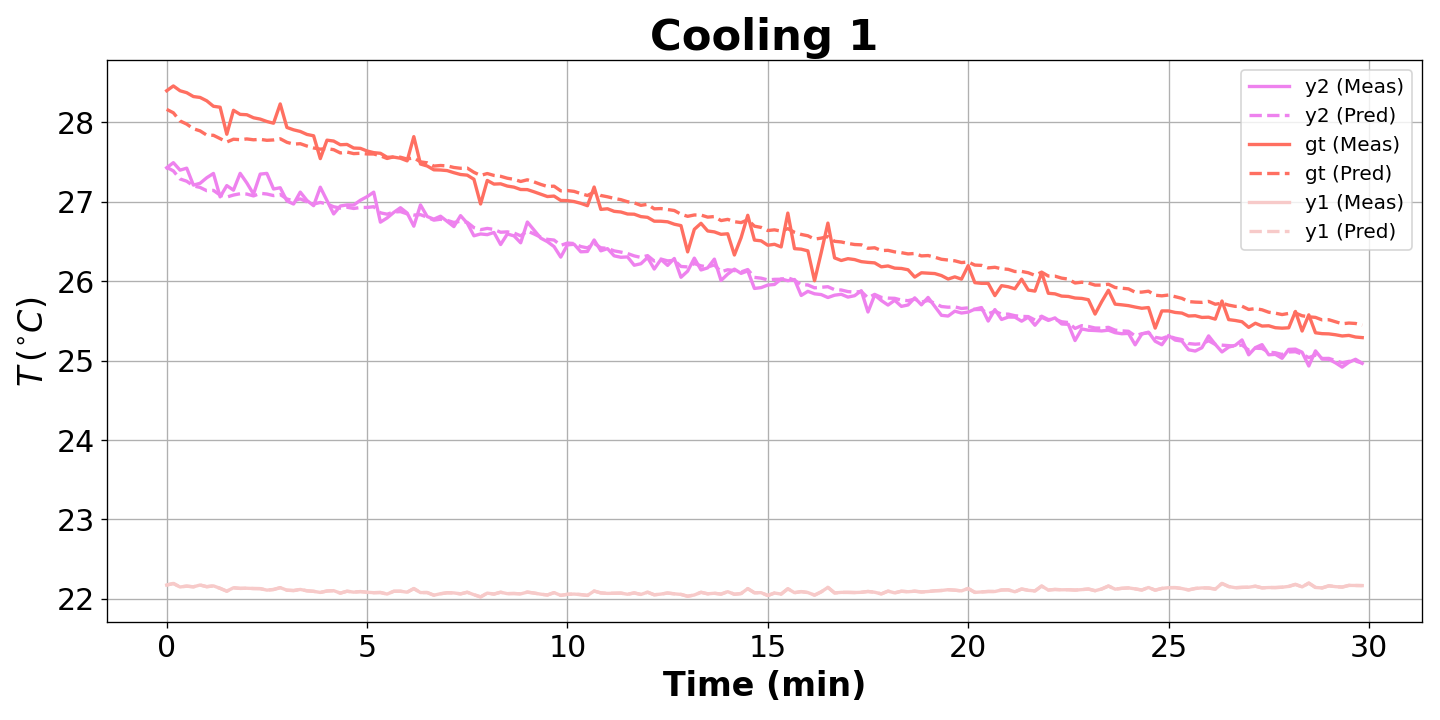 Cooling 1
y2 (Meas)
y2 (Pred)
gt (Meas)
gt (Pred)
y1 (Meas)
y1 (Pred)
T (°C)
28
27
26
25
24
23
22
0 5 10 15 20 25 30
Time (min)